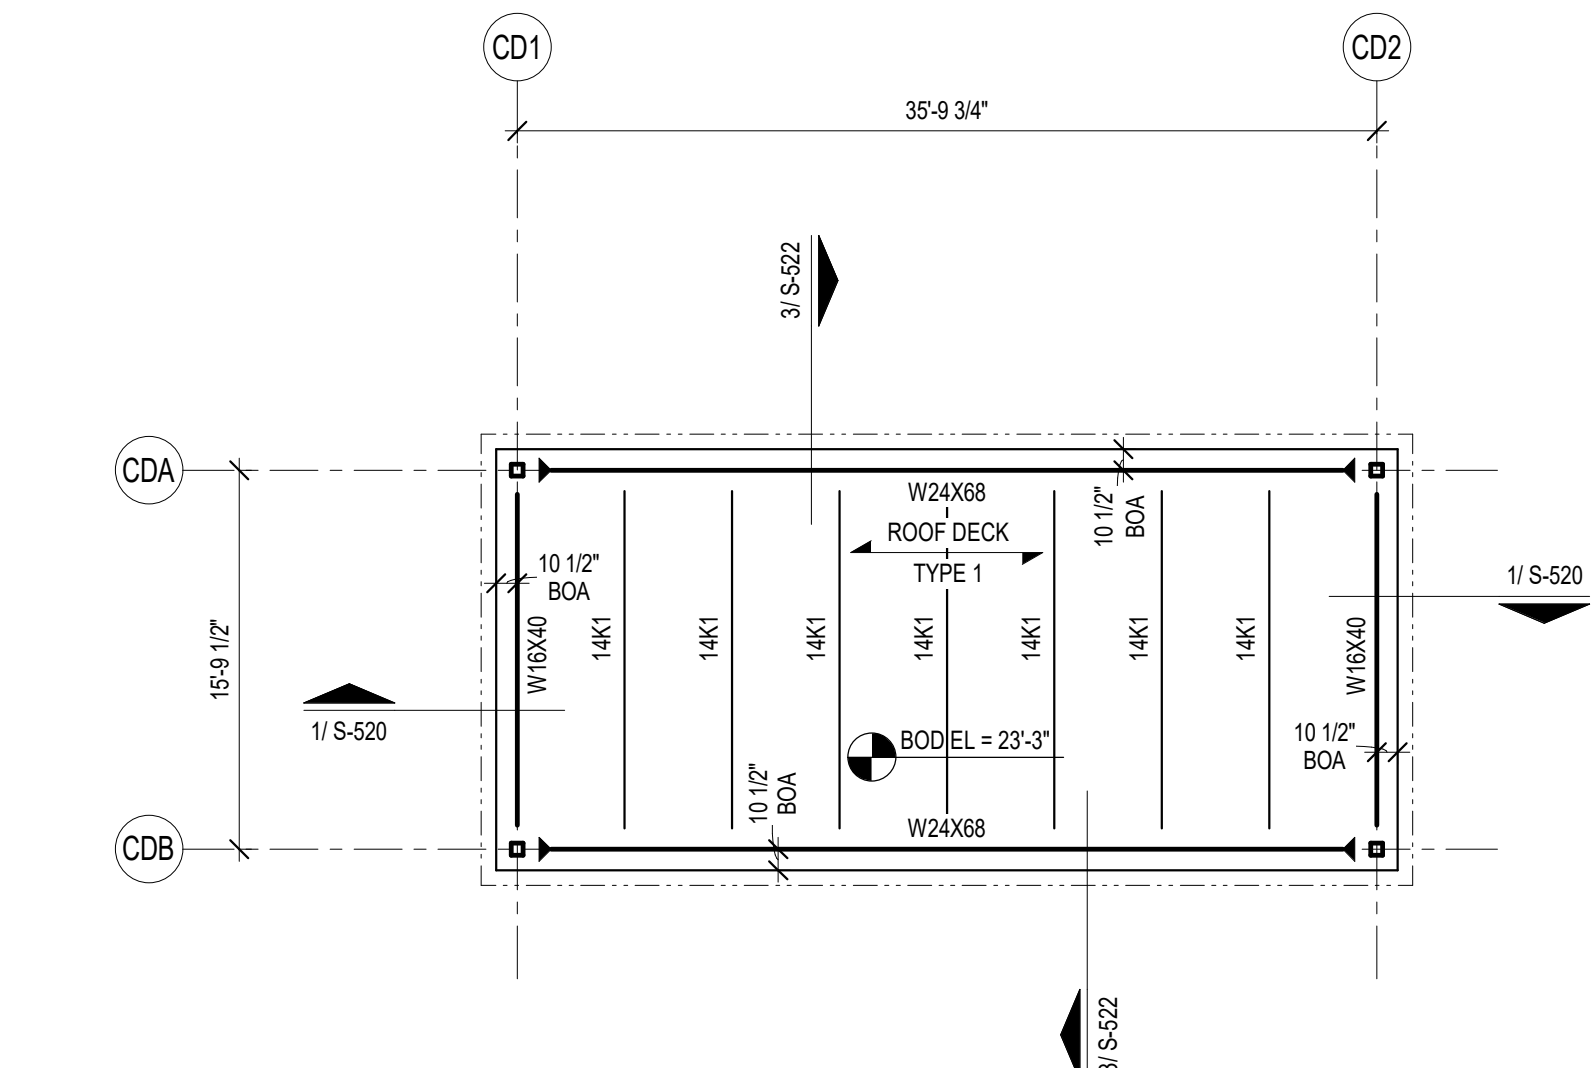 CD1
CD2
35'-9 3/4"
3/ S-522
CDA
W24X68
10 1/2"
BOA
ROOF DECK
TYPE 1
10 1/2"
BOA
1/ S-520
15'-9 1/2"
W16X40
14K1
14K1
14K1
14K1
14K1
14K1
14K1
W16X40
1/ S-520
BOD EL = 23'-3"
10 1/2"
BOA
10 1/2"
BOA
W24X68
CDB
3/ S-522